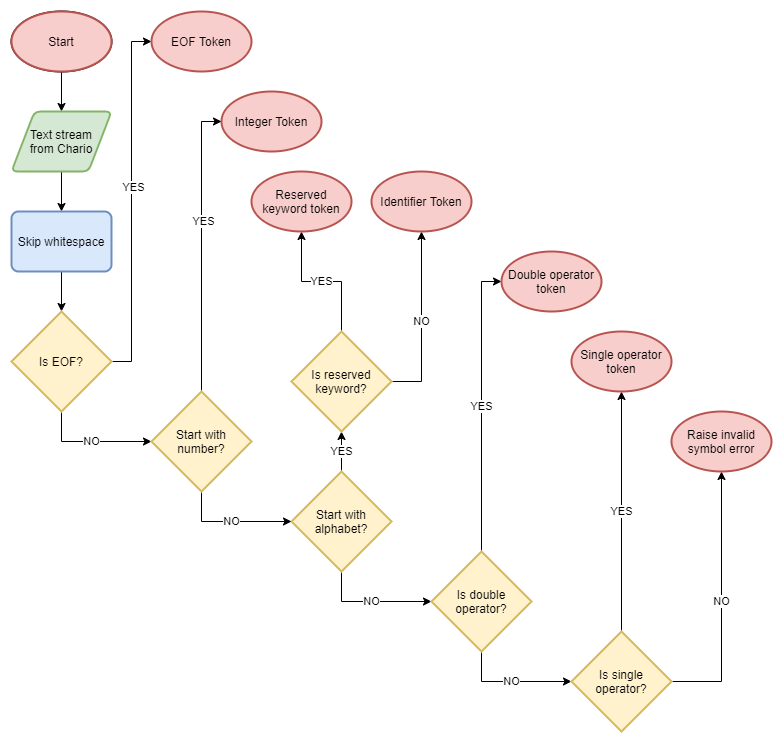 Start
EOF Token
Integer Token
Text stream
from Chario
YES
Reserved
keyword token
Identifier Token
YES
Skip whitespace
Double operator
token
YES
NO
Is EOF?
Single operator
token
Is reserved
keyword?
YES
NO
Start with
number?
Raise invalid
symbol error
YES
NO
Start with
alphabet?
YES
NO
Is double
operator?
NO
NO
Is single
operator?